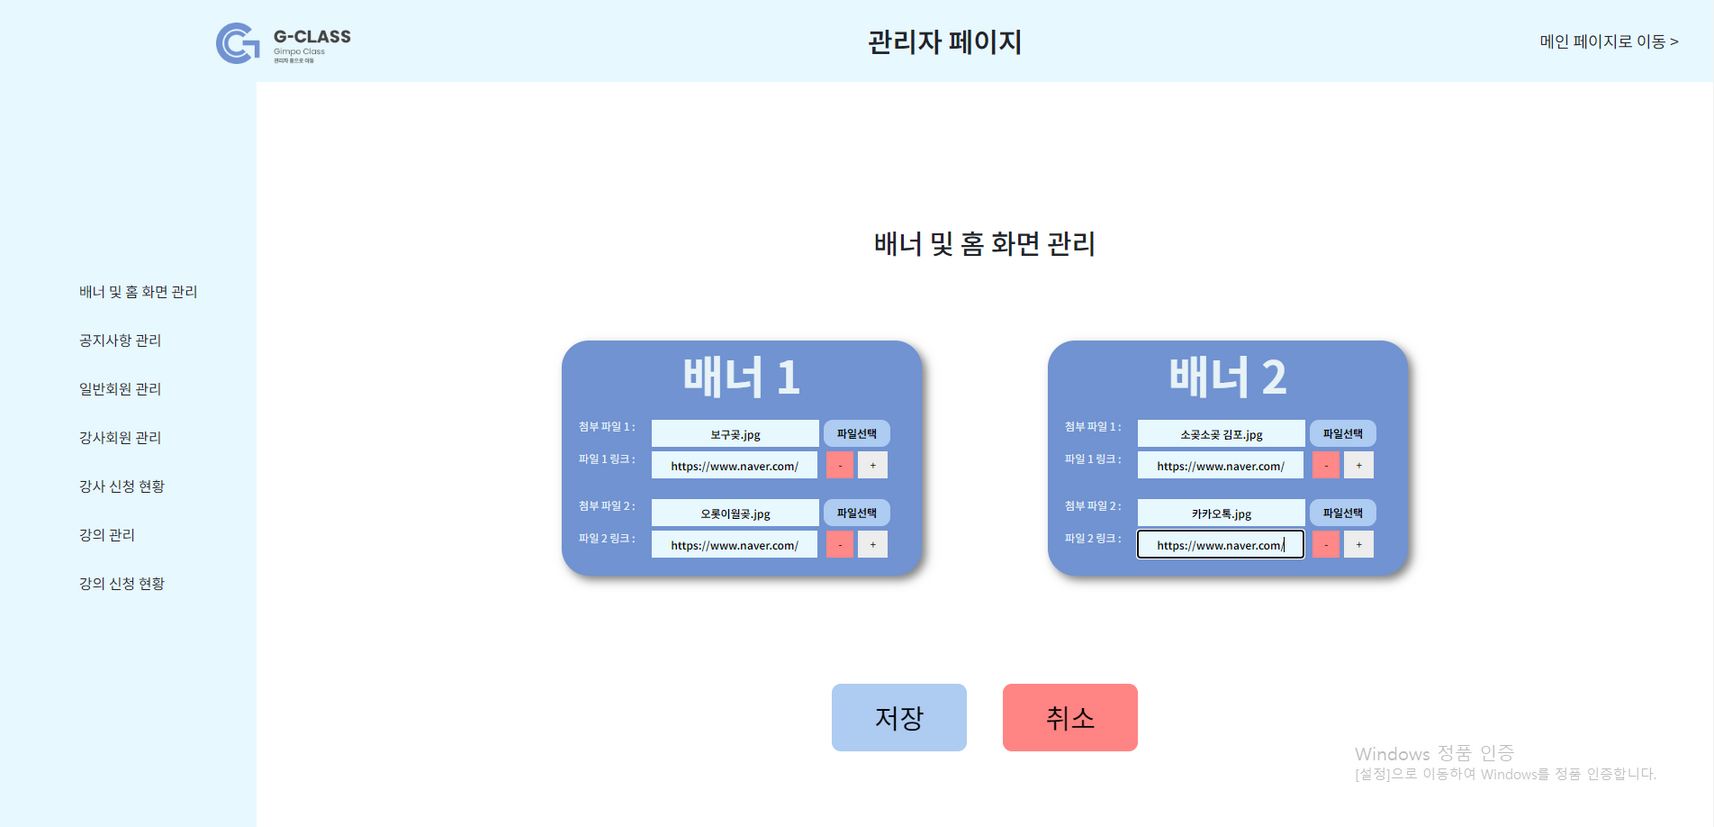 G-CLASS
Gimpo Class
관리자 홈으로 이동
관리자 페이지
메인 페이지로 이동 >
배너 및 홈 화면 관리
공지사항 관리
일반회원 관리
강사회원 관리
강사 신청 현황
강의 관리
강의 신청 현황
배너 및 홈 화면 관리
배너 1
첨부 파일 1 : 보구곶.jpg 파일선택
파일 1 링크 : https://www.naver.com/ - +
첨부 파일 2 : 오롯이월곶.jpg 파일선택
파일 2 링크 : https://www.naver.com/ - +
배너 2
첨부 파일 1 : 소곶소곶 김포.jpg 파일선택
파일 1 링크 : https://www.naver.com/ - +
첨부 파일 2 : 카카오톡.jpg 파일선택
파일 2 링크 : https://www.naver.com/ - +
저장 취소
Windows 정품 인증
[설정]으로 이동하여 Windows를 정품 인증합니다.